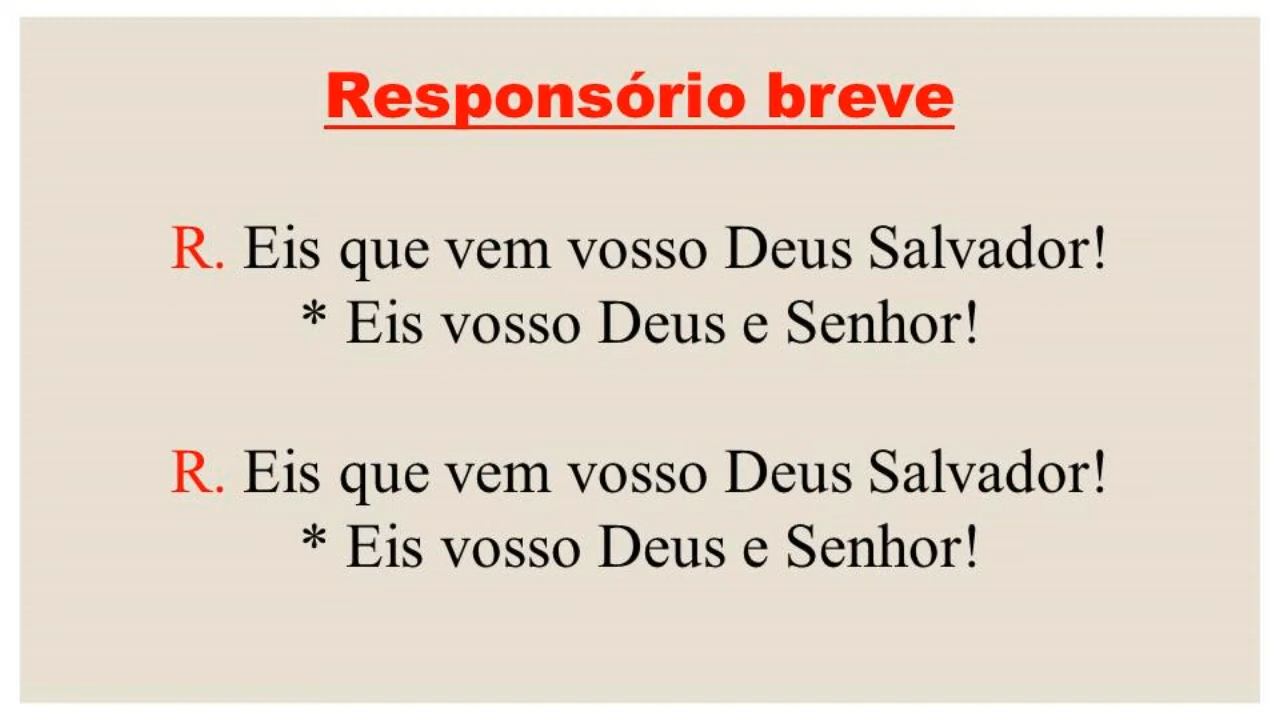 Responsório breve
R. Eis que vem vosso Deus Salvador!
* Eis vosso Deus e Senhor!
R. Eis que vem vosso Deus Salvador!
* Eis vosso Deus e Senhor!